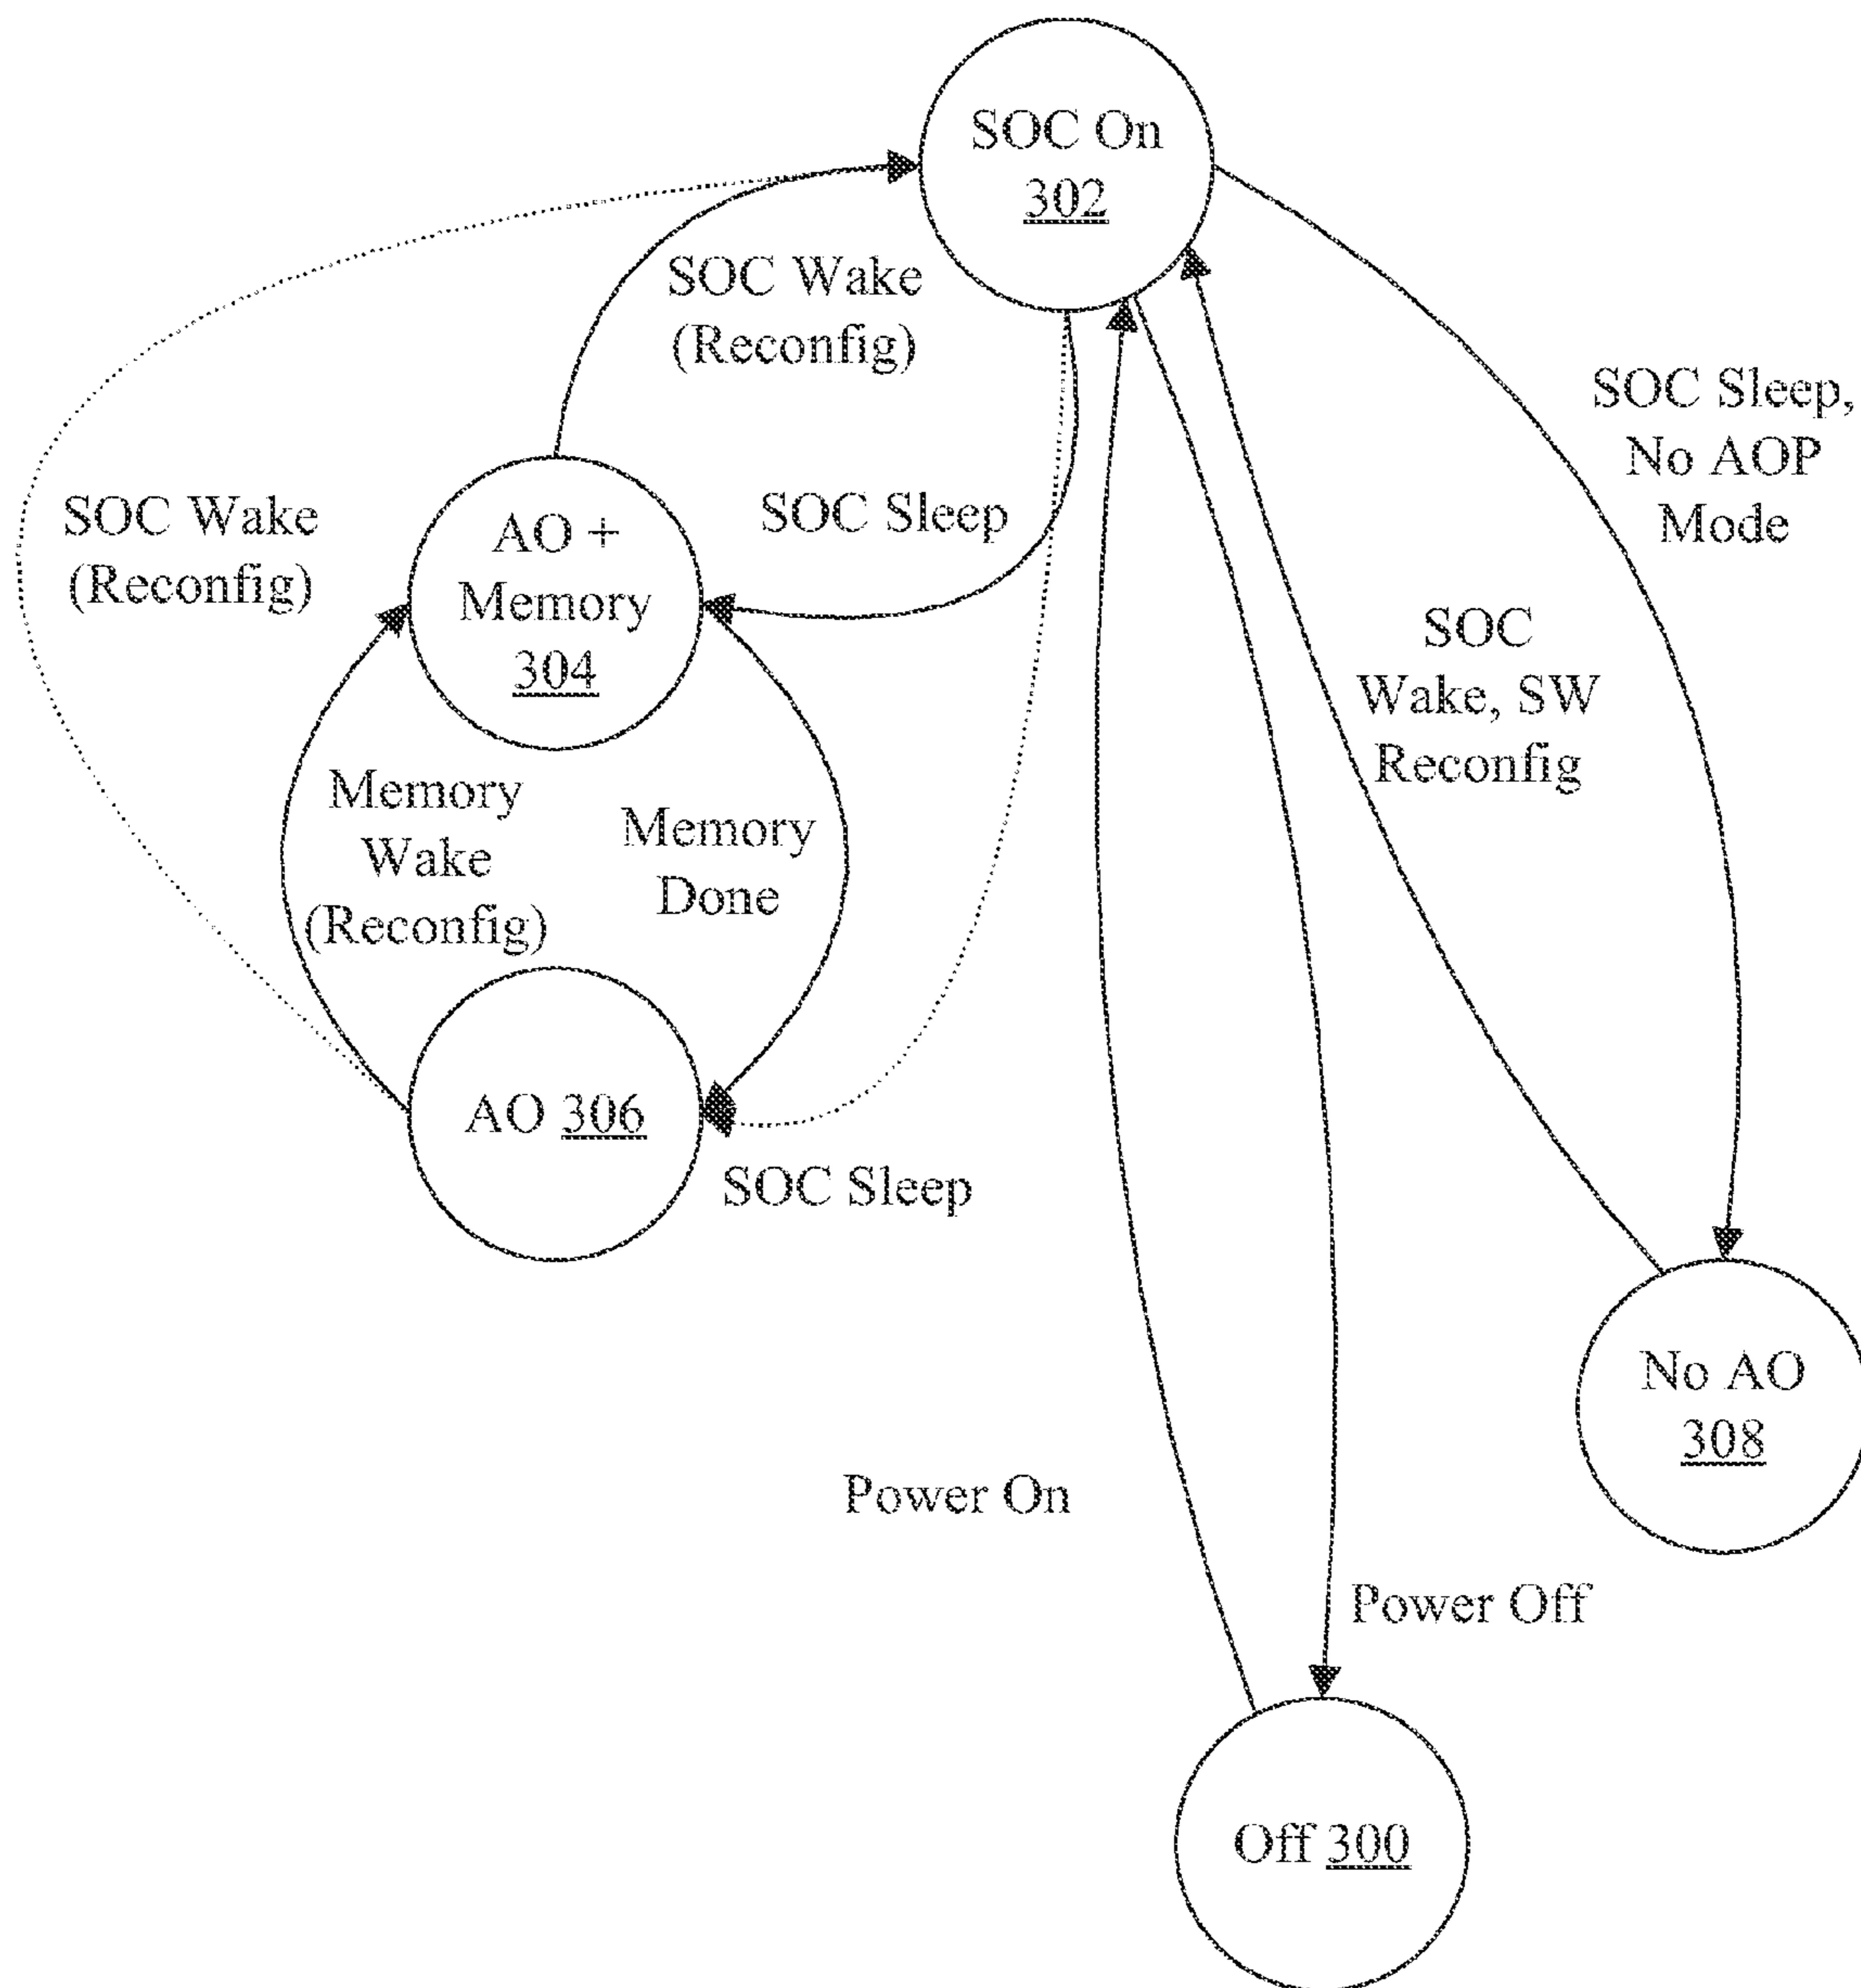 SOC On
302
SOC Wake
(Reconfig)
SOC Sleep,
No AOP
Mode
SOC Wake
(Reconfig)
AO +
Memory
304
SOC Sleep
SOC
Wake, SW
Reconfig
Memory
Wake
(Reconfig)
Memory
Done
AO 306
SOC Sleep
No AO
308
Power On
Power Off
Off 300